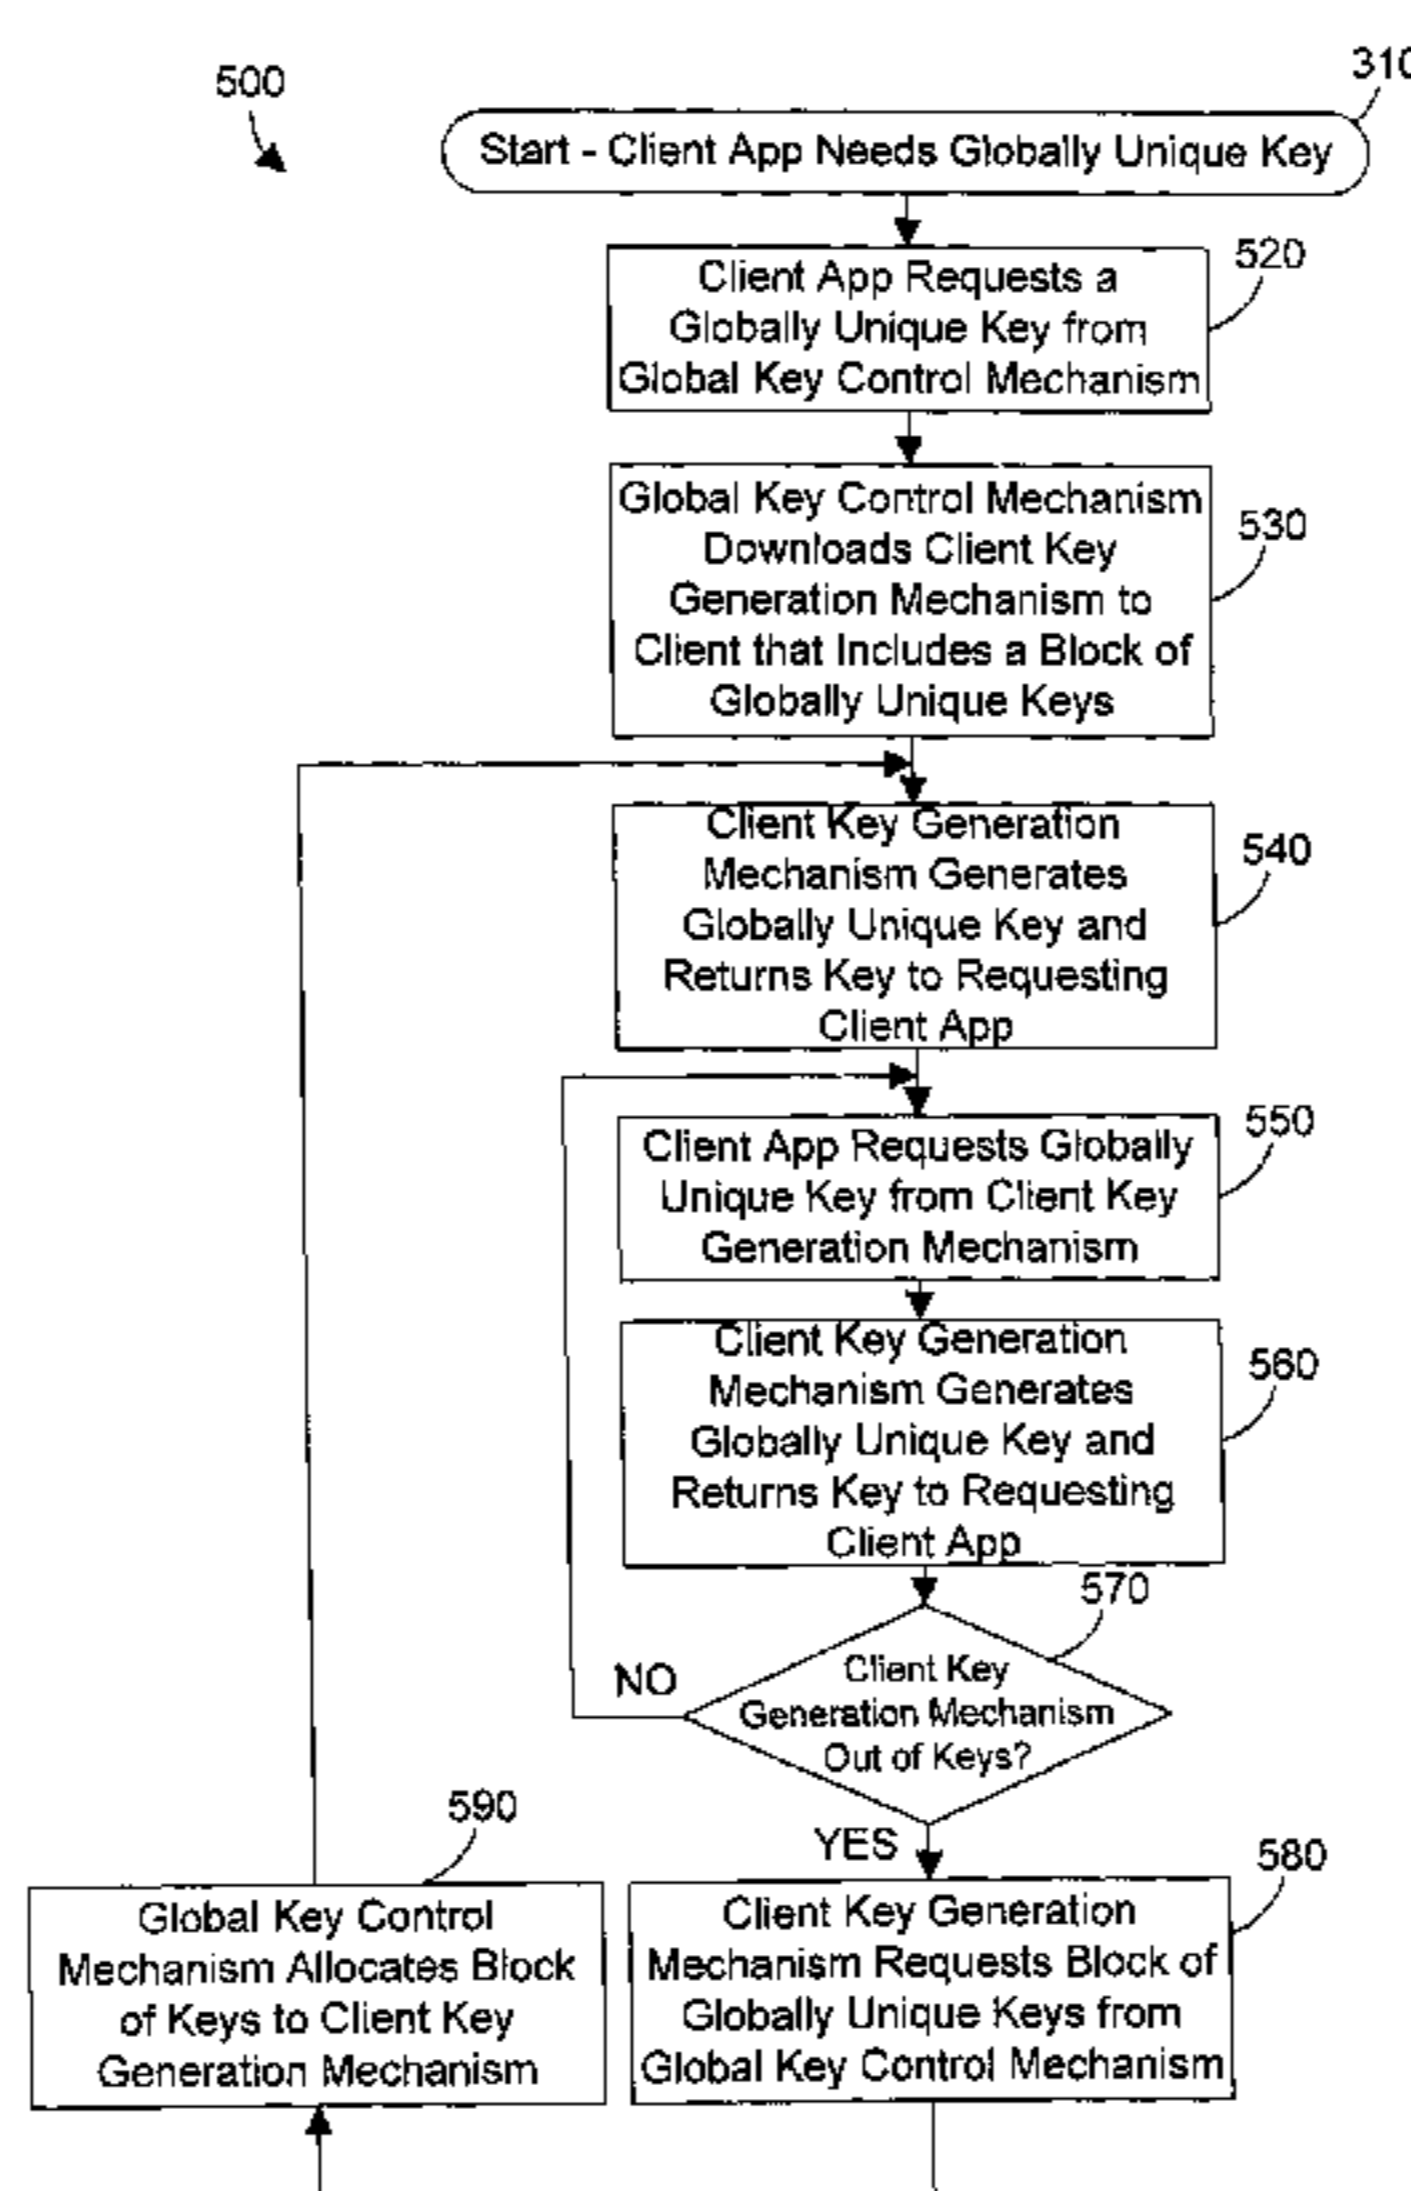 500
310
Start - Client App Needs Globally Unique Key
520
Client App Requests a
Globally Unique Key from
Global Key Control Mechanism
530
Global Key Control Mechanism
Downloads Client Key
Generation Mechanism to
Client that Includes a Block of
Globally Unique Keys
540
Client Key Generation
Mechanism Generates
Globally Unique Key and
Returns Key to Requesting
Client App
550
Client App Requests Globally
Unique Key from Client Key
Generation Mechanism
560
Client Key Generation
Mechanism Generates
Globally Unique Key and
Returns Key to Requesting
Client App
570
Client Key
Generation Mechanism
Out of Keys?
NO
YES
590
Global Key Control
Mechanism Allocates Block
of Keys to Client Key
Generation Mechanism
580
Client Key Generation
Mechanism Requests Block of
Globally Unique Keys from
Global Key Control Mechanism